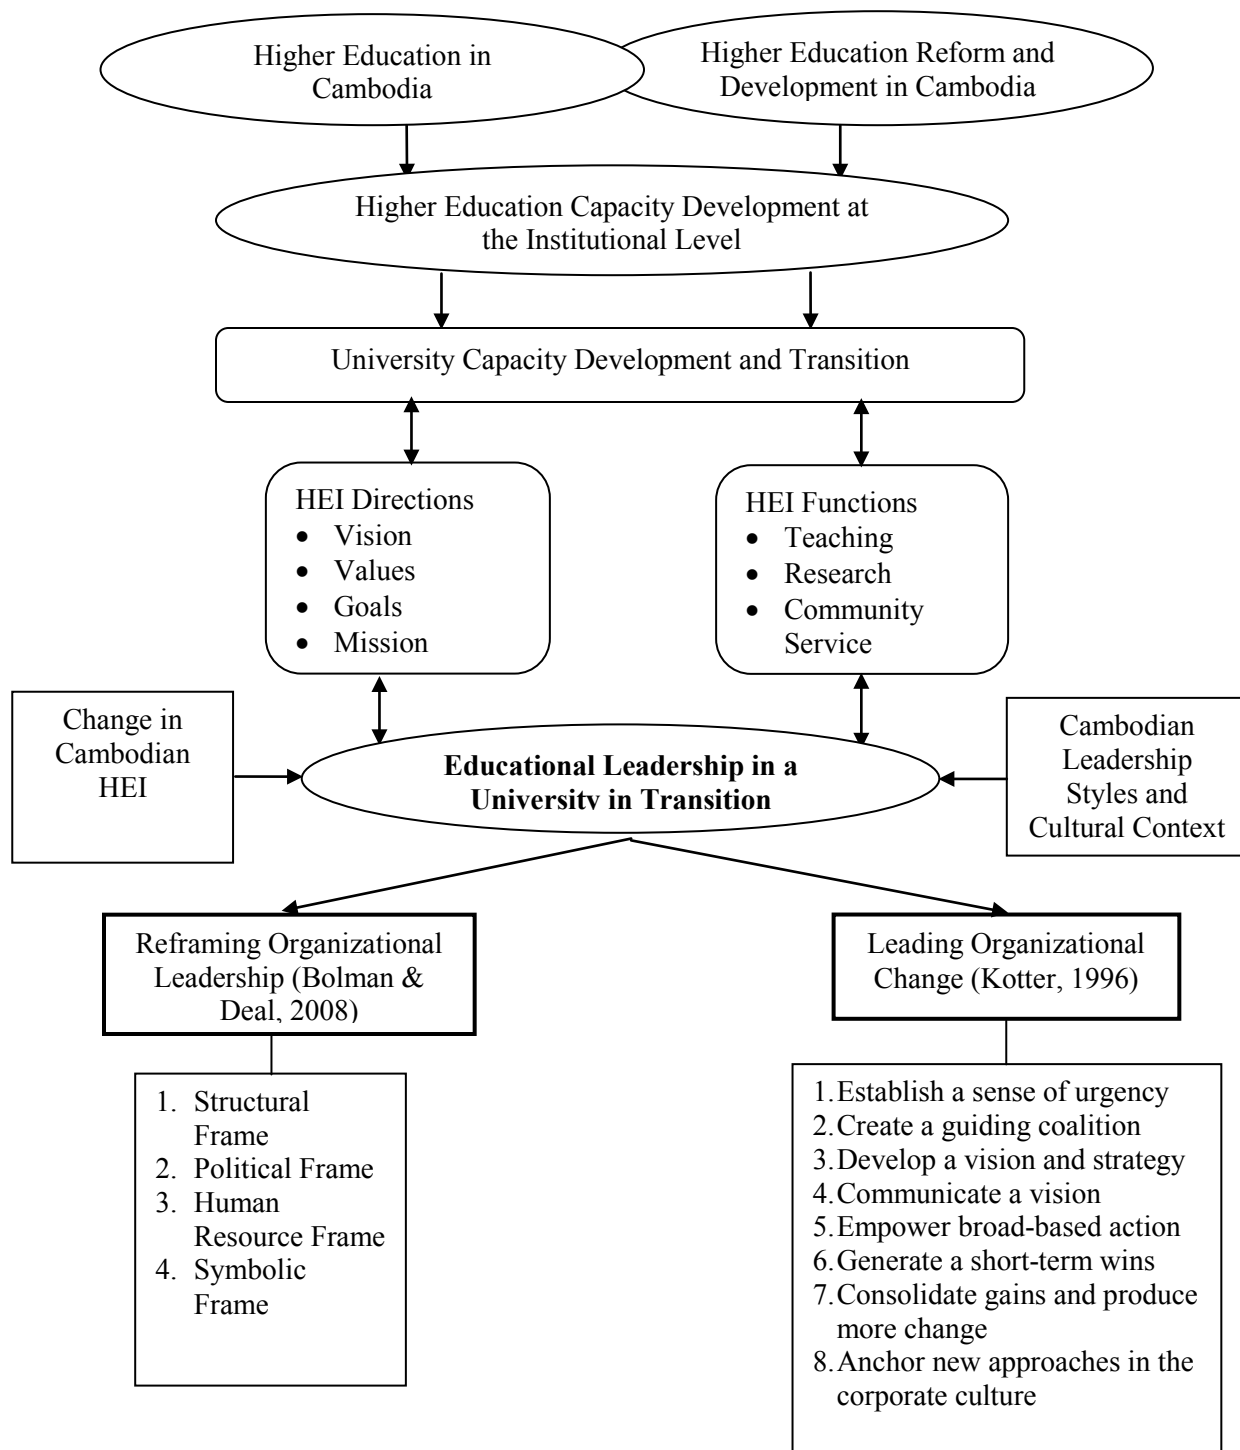 Higher Education in
Cambodia
Higher Education Reform and
Development in Cambodia
Higher Education Capacity Development at
the Institutional Level
University Capacity Development and Transition
HEI Directions
• Vision
• Values
• Goals
• Mission
HEI Functions
• Teaching
• Research
• Community
Service
Change in
Cambodian
HEI
Educational Leadership in a
University in Transition
Cambodian
Leadership
Styles and
Cultural Context
Reframing Organizational
Leadership (Bolman &
Deal, 2008)
Leading Organizational
Change (Kotter, 1996)
1. Structural
Frame
2. Political Frame
3. Human
Resource Frame
4. Symbolic
Frame
1. Establish a sense of urgency
2. Create a guiding coalition
3. Develop a vision and strategy
4. Communicate a vision
5. Empower broad-based action
6. Generate a short-term wins
7. Consolidate gains and produce
more change
8. Anchor new approaches in the
corporate culture